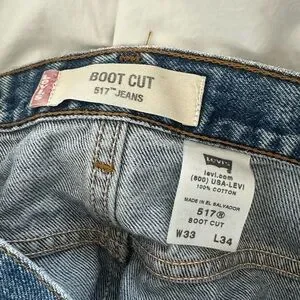 BOOT CUT
517™ JEANS
Levi's
levi.com
(800) USA-LEVI
100% COTTON
MADE IN EL SALVADOR
517®
BOOT CUT
W33 L34